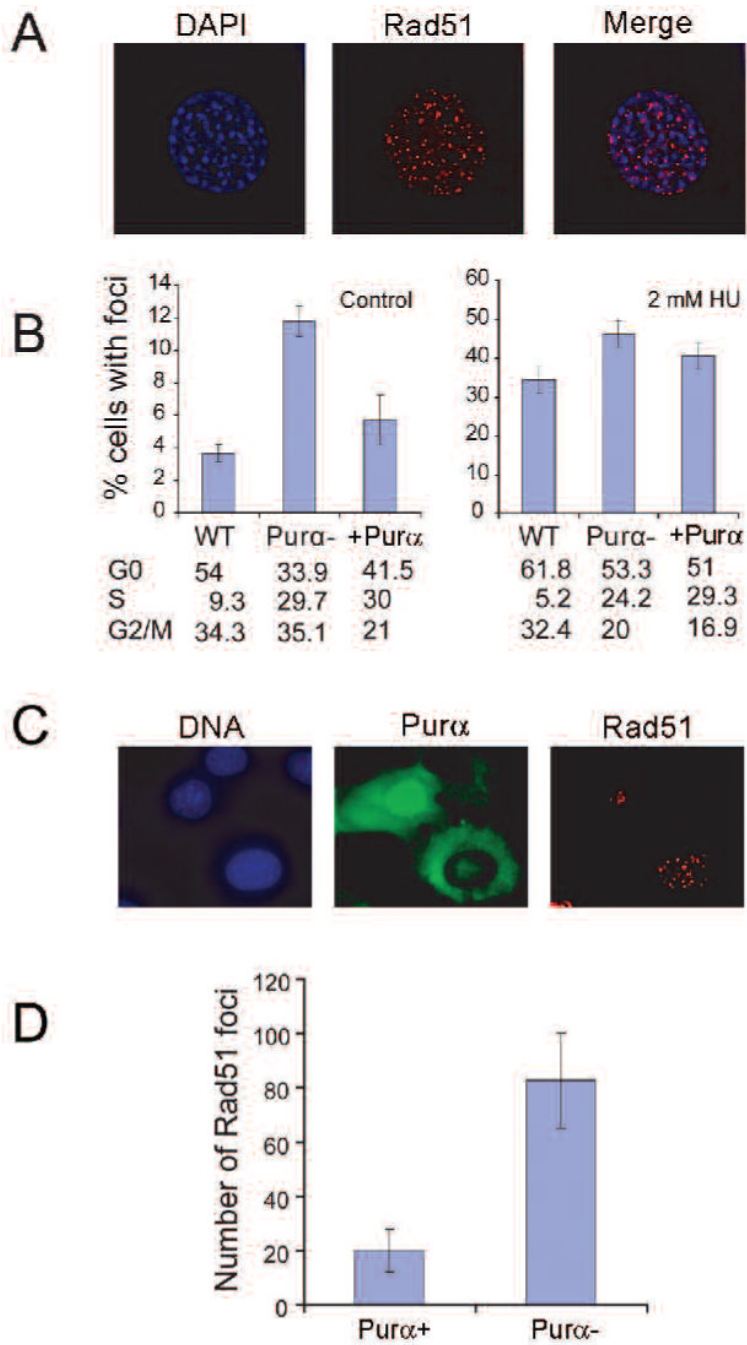 A
DAPI Rad51 Merge
B
% cells with foci
14
12
10
8
6
4
2
0
Control
WT Purα- +Purα
60
50
40
30
20
10
0
2 mM HU
WT Purα- +Purα
G0 54 33.9 41.5 61.8 53.3 51
S 9.3 29.7 30 5.2 24.2 29.3
G2/M 34.3 35.1 21 32.4 20 16.9
C
DNA Purα Rad51
D
Number of Rad51 foci
120
100
80
60
40
20
0
Purα+ Purα-